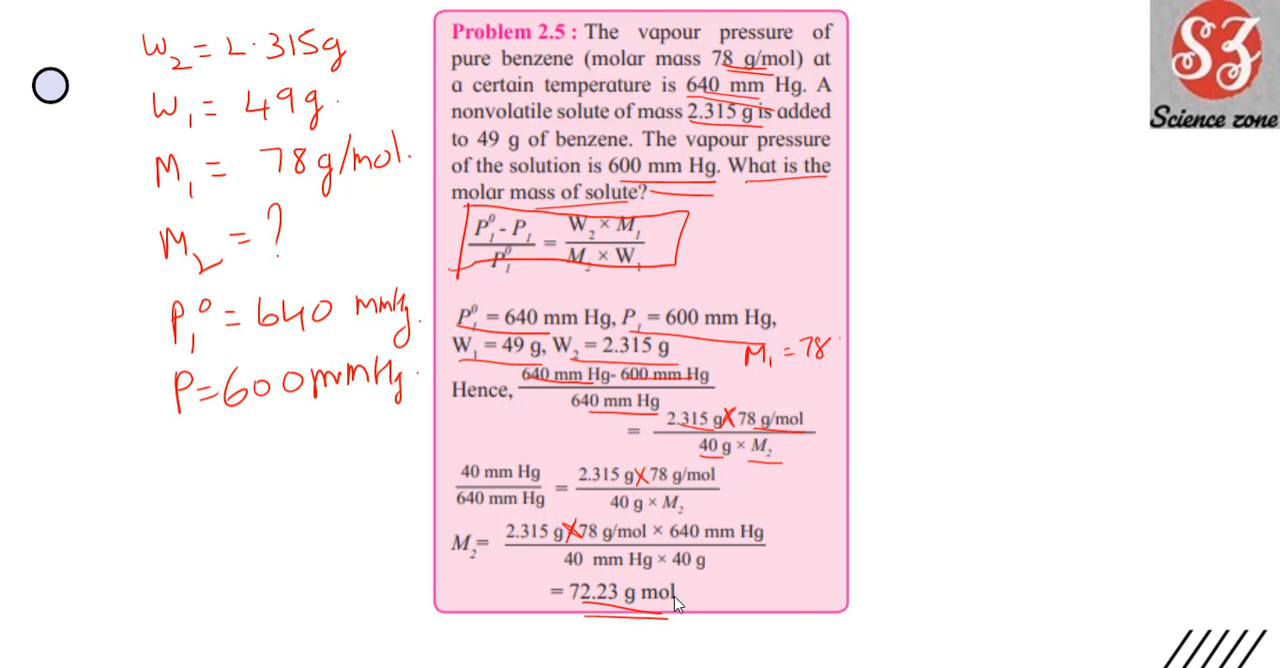 W₂ = 2.315g
W₁ = 49g.
M₁ = 78g/mol.
M₂ = ?
P₁⁰ = 640 mmHg.
P = 600mmHg.
Problem 2.5 : The vapour pressure of
pure benzene (molar mass 78 g/mol) at
a certain temperature is 640 mm Hg. A
nonvolatile solute of mass 2.315 g is added
to 49 g of benzene. The vapour pressure
of the solution is 600 mm Hg. What is the
molar mass of solute?
P₁⁰ - P₁ / P₁⁰ = W₂ × M₁ / M₂ × W₁
P₁⁰ = 640 mm Hg, P₁ = 600 mm Hg,
W₁ = 49 g, W₂ = 2.315 g
M₁ = 78
Hence, 640 mm Hg- 600 mm Hg / 640 mm Hg
= 2.315 g × 78 g/mol / 40 g × M₂
40 mm Hg / 640 mm Hg = 2.315 g × 78 g/mol / 40 g × M₂
M₂= 2.315 g × 78 g/mol × 640 mm Hg / 40 mm Hg × 40 g
= 72.23 g mol
SZ
Science zone